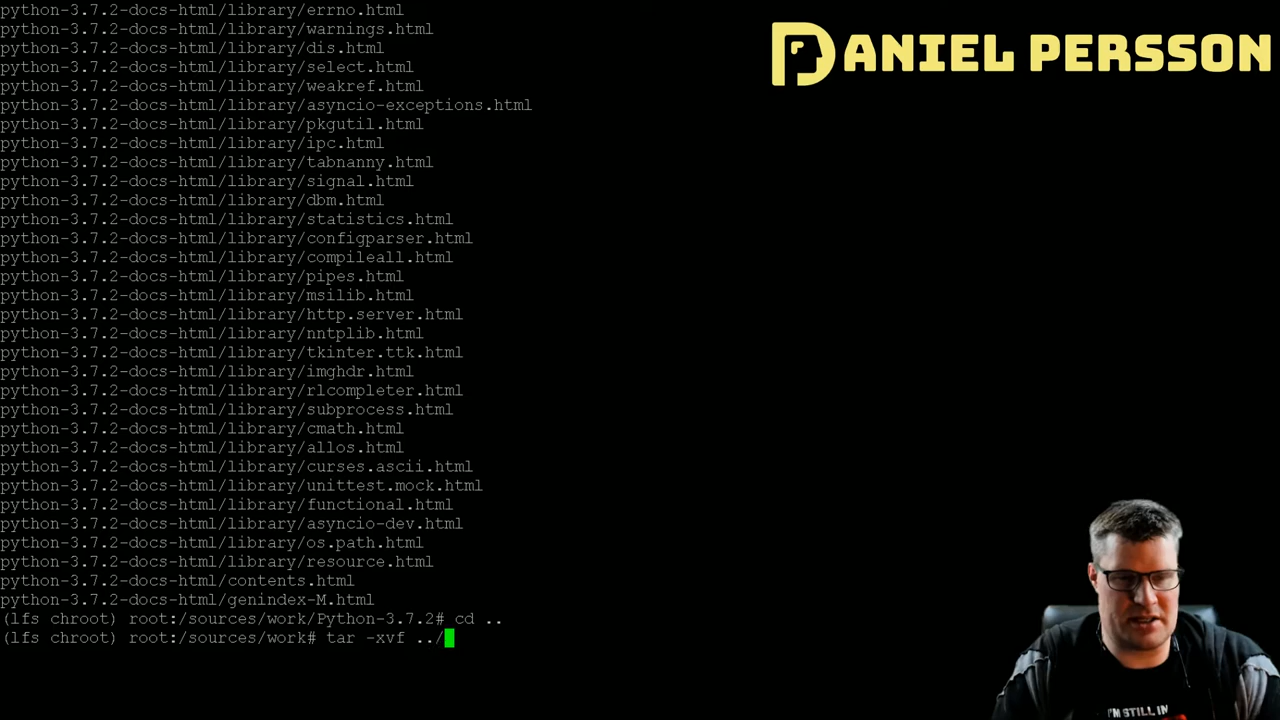 python-3.7.2-docs-html/library/errno.html
python-3.7.2-docs-html/library/warnings.html
python-3.7.2-docs-html/library/dis.html
python-3.7.2-docs-html/library/select.html
python-3.7.2-docs-html/library/weakref.html
python-3.7.2-docs-html/library/asyncio-exceptions.html
python-3.7.2-docs-html/library/pkgutil.html
python-3.7.2-docs-html/library/ipc.html
python-3.7.2-docs-html/library/tabnanny.html
python-3.7.2-docs-html/library/signal.html
python-3.7.2-docs-html/library/dbm.html
python-3.7.2-docs-html/library/statistics.html
python-3.7.2-docs-html/library/configparser.html
python-3.7.2-docs-html/library/compileall.html
python-3.7.2-docs-html/library/pipes.html
python-3.7.2-docs-html/library/msilib.html
python-3.7.2-docs-html/library/http.server.html
python-3.7.2-docs-html/library/nntplib.html
python-3.7.2-docs-html/library/tkinter.ttk.html
python-3.7.2-docs-html/library/imghdr.html
python-3.7.2-docs-html/library/rlcompleter.html
python-3.7.2-docs-html/library/subprocess.html
python-3.7.2-docs-html/library/cmath.html
python-3.7.2-docs-html/library/allos.html
python-3.7.2-docs-html/library/curses.ascii.html
python-3.7.2-docs-html/library/unittest.mock.html
python-3.7.2-docs-html/library/functional.html
python-3.7.2-docs-html/library/asyncio-dev.html
python-3.7.2-docs-html/library/os.path.html
python-3.7.2-docs-html/library/resource.html
python-3.7.2-docs-html/contents.html
python-3.7.2-docs-html/genindex-M.html
(lfs chroot) root:/sources/work/Python-3.7.2# cd ..
(lfs chroot) root:/sources/work# tar -xvf ../
DANIEL PERSSON
I'M STILL IN